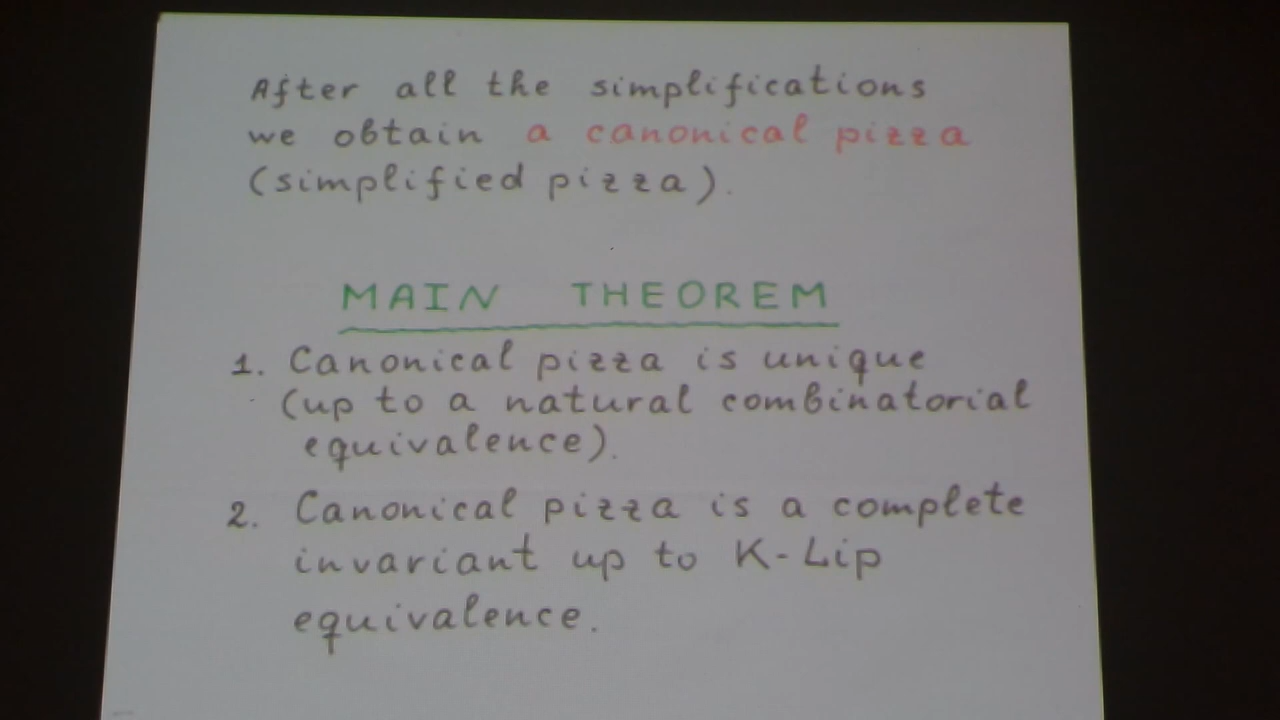 After all the simplifications
we obtain a canonical pizza
(simplified pizza).
MAIN THEOREM
1. Canonical pizza is unique
(up to a natural combinatorial
equivalence).
2. Canonical pizza is a complete
invariant up to K-Lip
equivalence.